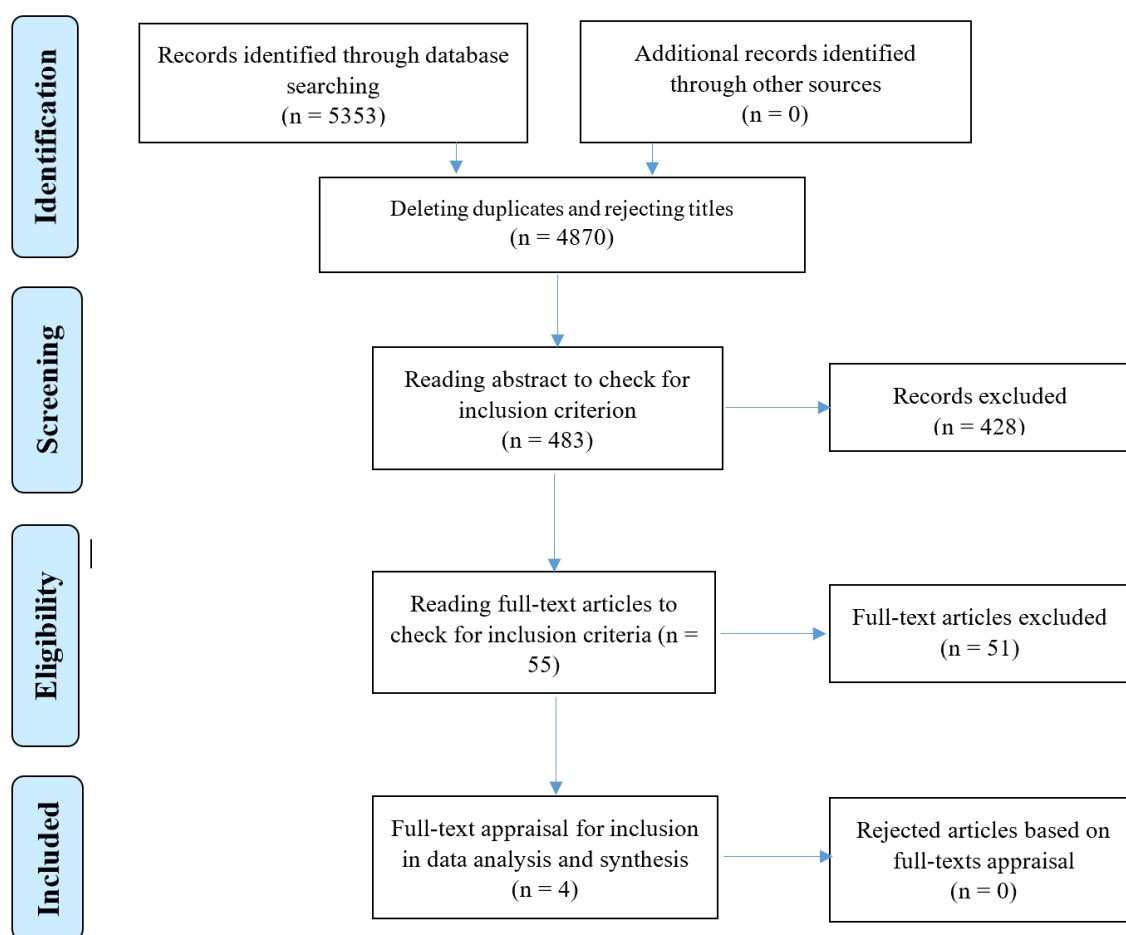 Identification
Records identified through database
searching
(n = 5353)
Additional records identified
through other sources
(n = 0)
Deleting duplicates and rejecting titles
(n = 4870)
Screening
Reading abstract to check for
inclusion criterion
(n = 483)
Records excluded
(n = 428)
Eligibility
Reading full-text articles to
check for inclusion criteria (n =
55)
Full-text articles excluded
(n = 51)
Included
Full-text appraisal for inclusion
in data analysis and synthesis
(n = 4)
Rejected articles based on
full-texts appraisal
(n = 0)